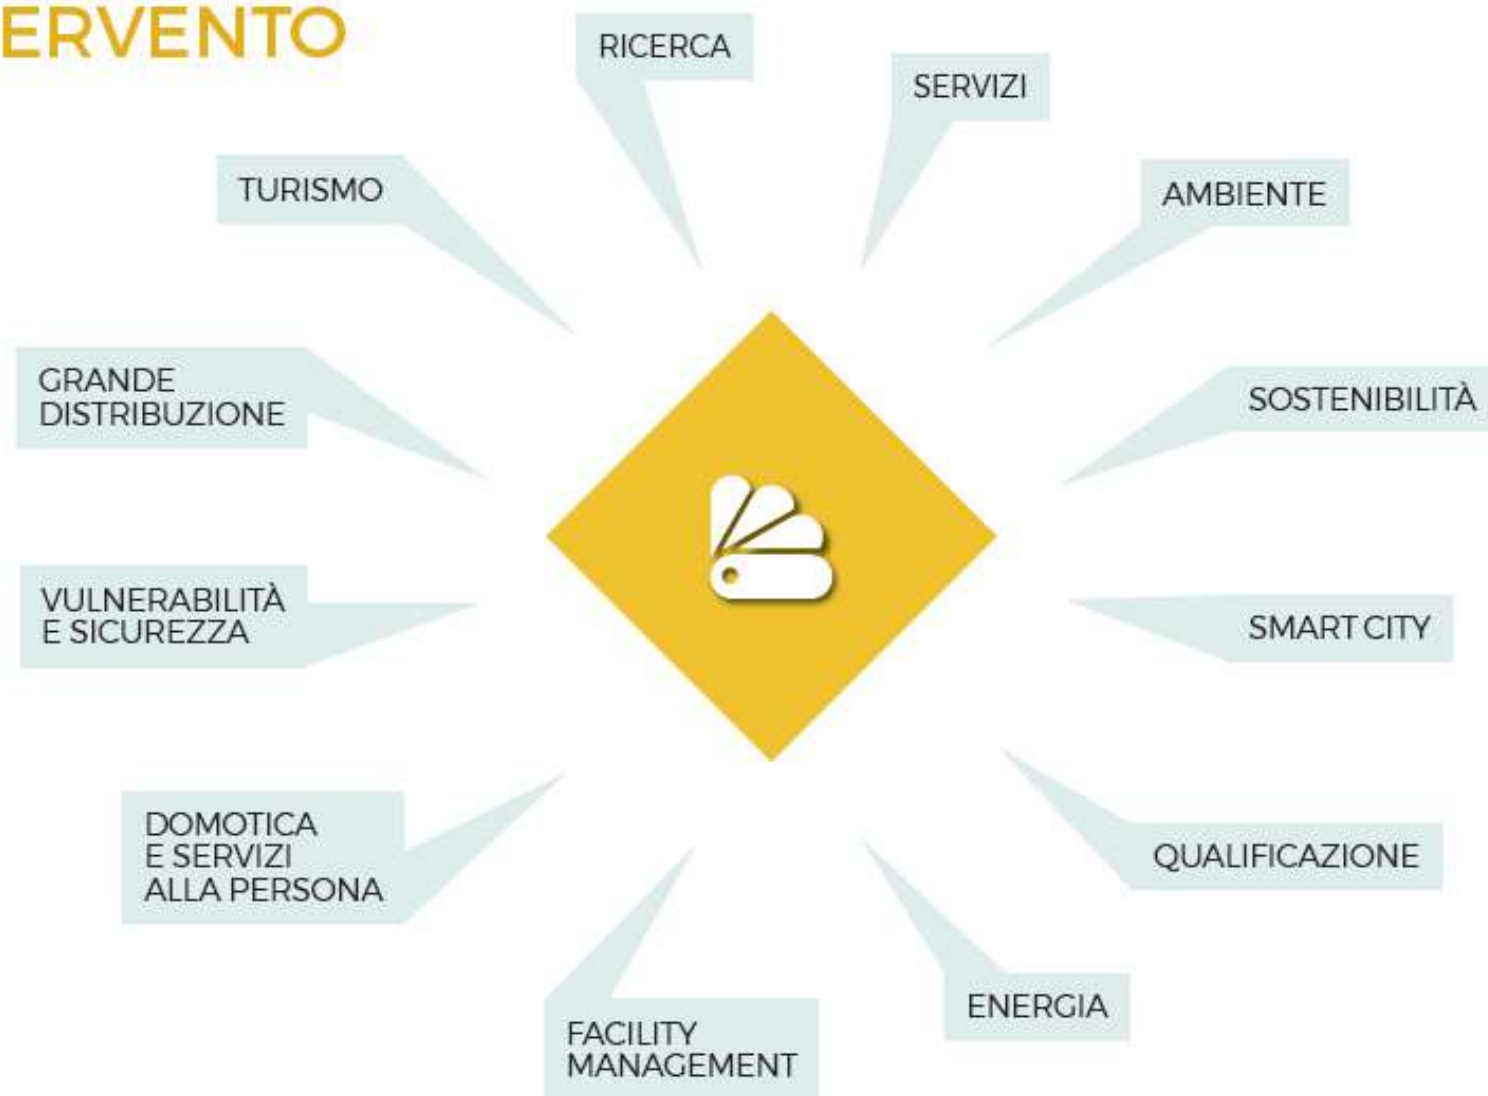 ERVENTO
RICERCA
SERVIZI
AMBIENTE
SOSTENIBILITÀ
SMART CITY
QUALIFICAZIONE
ENERGIA
FACILITY
MANAGEMENT
DOMOTICA
E SERVIZI
ALLA PERSONA
VULNERABILITÀ
E SICUREZZA
GRANDE
DISTRIBUZIONE
TURISMO